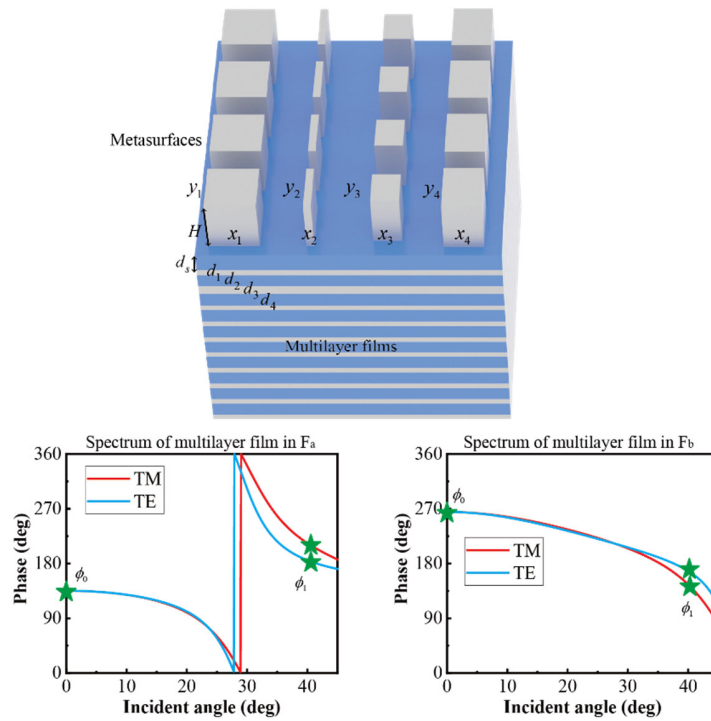 Metasurfaces
y1 y2 y3 y4
H x1 x2 x3 x4
ds d1 d2 d3 d4
Multilayer films
Spectrum of multilayer film in Fa
Phase (deg)
360
270
180
90
0
TM
TE
ϕ0
ϕ1
0 10 20 30 40
Incident angle (deg)
Spectrum of multilayer film in Fb
Phase (deg)
360
270
180
90
0
ϕ0
TM
TE
ϕ1
0 10 20 30 40
Incident angle (deg)